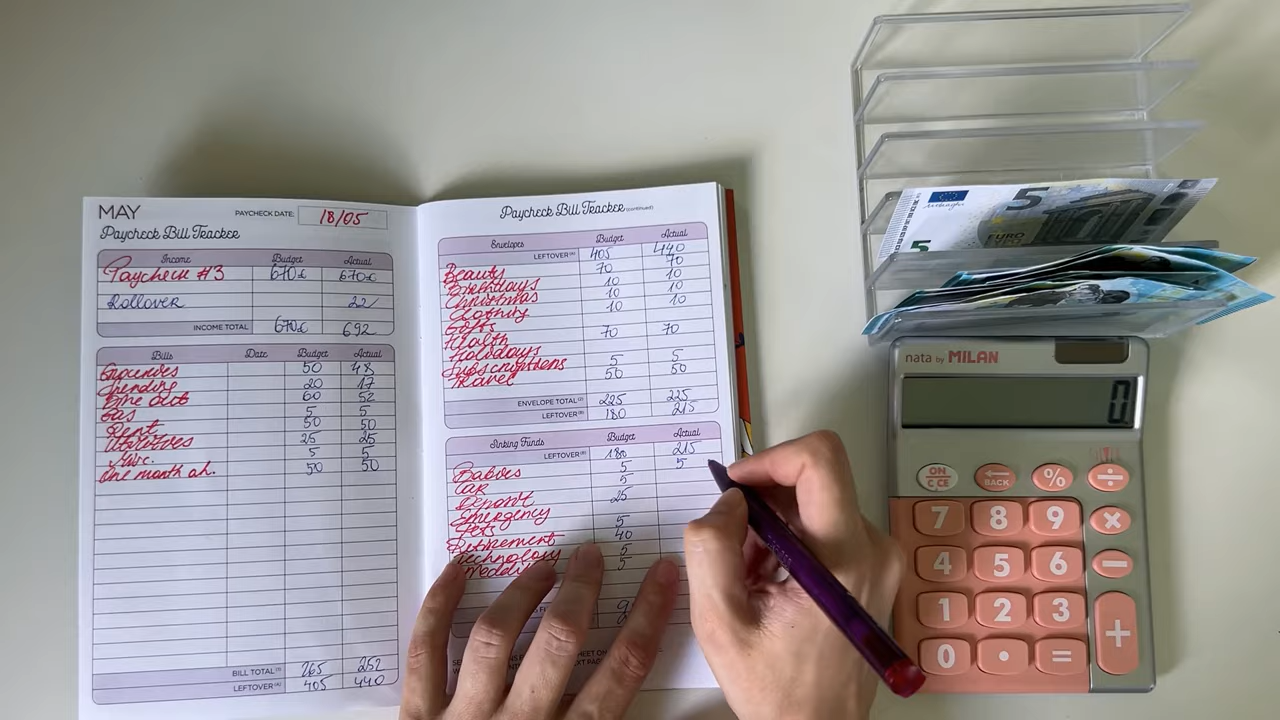 MAY
PAYCHECK DATE: 18/05
Paycheck Bill Tracker
Income Budget Actual
Paycheck #3 670€ 670€
Rollover 22
INCOME TOTAL 670€ 692
Bills Date Budget Actual
Groceries 50 48
Spending 20 17
Dine out 60 52
Gas 5 5
Rent 50 50
Utilities 25 25
Misc. 5 5
One month ah. 50 50
BILL TOTAL 265 252
LEFTOVER 405 440
Paycheck Bill Tracker (continued)
Envelopes Budget Actual
LEFTOVER 405 440
Beauty 70 70
Birthdays 10 10
Christmas 10 10
Clothing 10 10
Gifts
Health 70 70
Holidays
Subscriptions 5 5
Travel 50 50
ENVELOPE TOTAL 225 225
LEFTOVER 180 215
Sinking Funds Budget Actual
LEFTOVER 180 215
Babies 5 5
Car 5
25
Emergency
Pets 5
Retirement 40
Technology 5
5
5
EURO
5
nata by MILAN
0
ON C/CE BACK % ÷
7 8 9 ×
4 5 6 −
1 2 3 +
0 • =